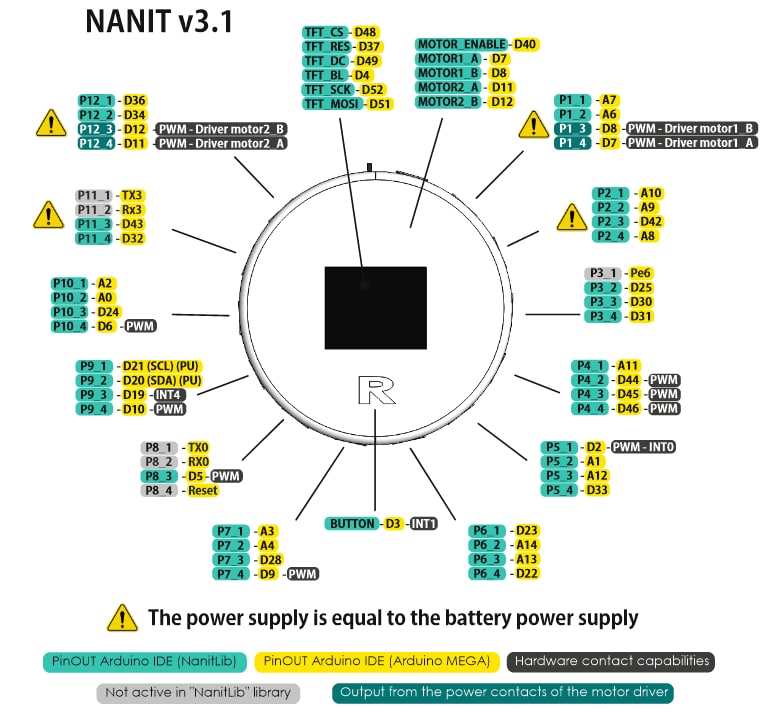 NANIT v3.1
TFT_CS - D48
TFT_RES - D37
TFT_DC - D49
TFT_BL - D4
TFT_SCK - D52
TFT_MOSI - D51
MOTOR_ENABLE - D40
MOTOR1_A - D7
MOTOR1_B - D8
MOTOR2_A - D11
MOTOR2_B - D12
P12_1 - D36
P12_2 - D34
P12_3 - D12 - PWM - Driver motor2_B
P12_4 - D11 - PWM - Driver motor2_A
P1_1 - A7
P1_2 - A6
P1_3 - D8 - PWM - Driver motor1_B
P1_4 - D7 - PWM - Driver motor1_A
P11_1 - TX3
P11_2 - Rx3
P11_3 - D43
P11_4 - D32
P2_1 - A10
P2_2 - A9
P2_3 - D42
P2_4 - A8
P10_1 - A2
P10_2 - A0
P10_3 - D24
P10_4 - D6 - PWM
P3_1 - Pe6
P3_2 - D25
P3_3 - D30
P3_4 - D31
P9_1 - D21 (SCL) (PU)
P9_2 - D20 (SDA) (PU)
P9_3 - D19 - INT4
P9_4 - D10 - PWM
P4_1 - A11
P4_2 - D44 - PWM
P4_3 - D45 - PWM
P4_4 - D46 - PWM
R
P8_1 - TX0
P8_2 - RX0
P8_3 - D5 - PWM
P8_4 - Reset
P5_1 - D2 - PWM - INT0
P5_2 - A1
P5_3 - A12
P5_4 - D33
P7_1 - A3
P7_2 - A4
P7_3 - D28
P7_4 - D9 - PWM
BUTTON - D3 - INT1
P6_1 - D23
P6_2 - A14
P6_3 - A13
P6_4 - D22
The power supply is equal to the battery power supply
PinOUT Arduino IDE (NanitLib)
PinOUT Arduino IDE (Arduino MEGA)
Hardware contact capabilities
Not active in "NanitLib" library
Output from the power contacts of the motor driver